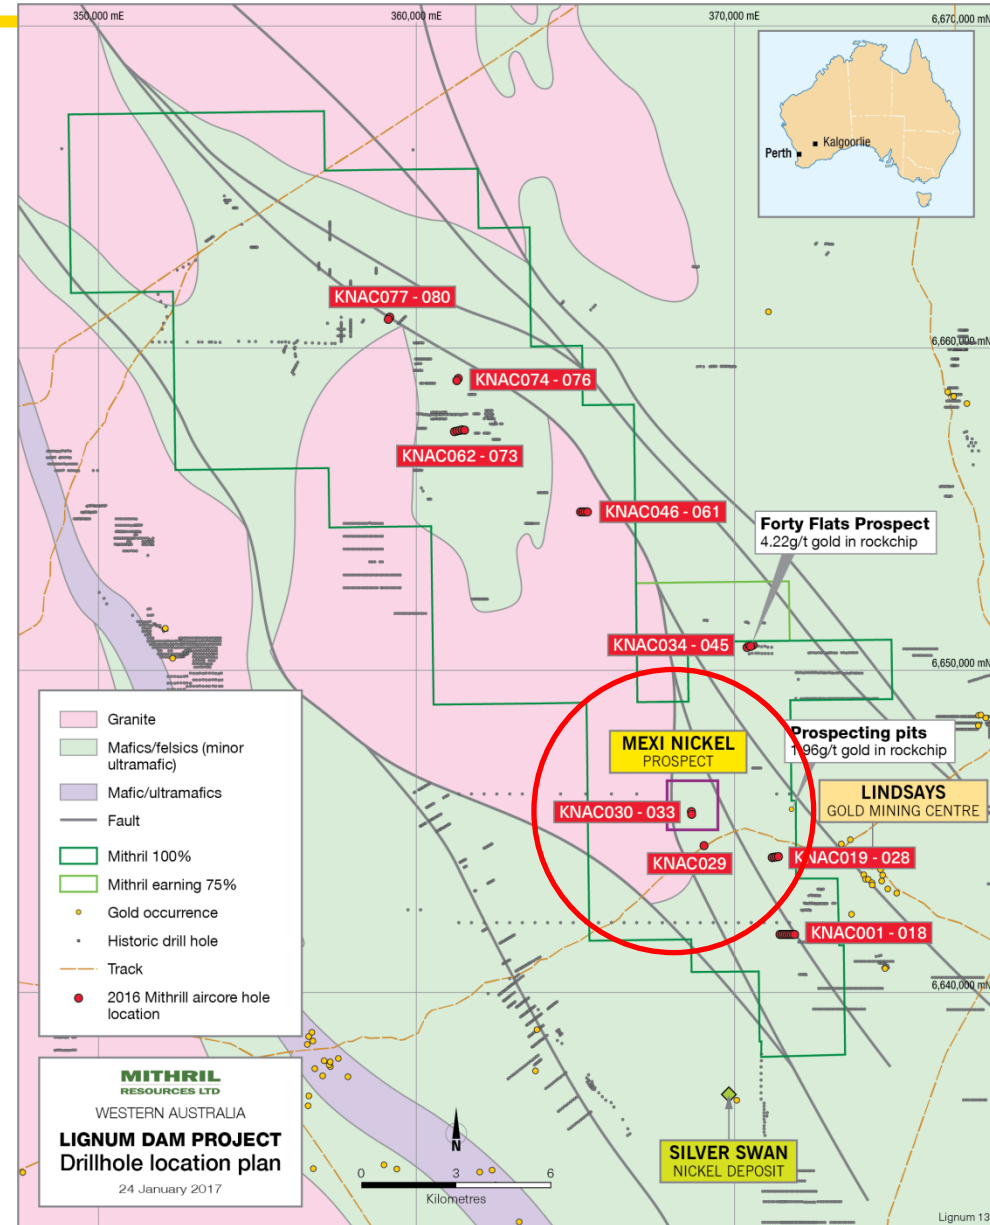 350,000 mE
360,000 mE
370,000 mE
6,670,000 mN
Perth
Kalgoorlie
KNAC077 - 080
6,660,000 mN
KNAC074 - 076
KNAC062 - 073
KNAC046 - 061
Forty Flats Prospect
4.22g/t gold in rockchip
KNAC034 - 045
6,650,000 mN
MEXI NICKEL
PROSPECT
Prospecting pits
1.96g/t gold in rockchip
LINDSAYS
GOLD MINING CENTRE
KNAC030 - 033
KNAC029
KNAC019 - 028
KNAC001 - 018
6,640,000 mN
Granite
Mafics/felsics (minor
ultramafic)
Mafic/ultramafics
Fault
Mithril 100%
Mithril earning 75%
Gold occurrence
Historic drill hole
Track
2016 Mithrill aircore hole
location
MITHRIL
RESOURCES LTD
WESTERN AUSTRALIA
LIGNUM DAM PROJECT
Drillhole location plan
24 January 2017
N
0 3 6
Kilometres
SILVER SWAN
NICKEL DEPOSIT
Lignum 13